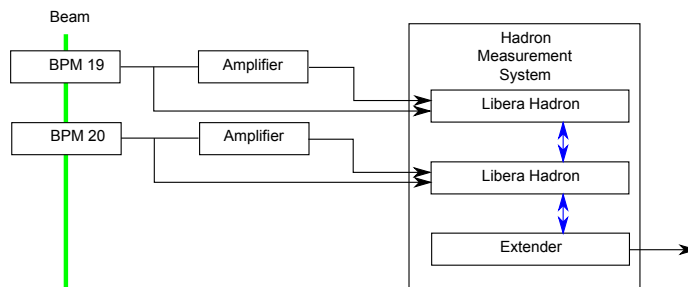 Beam
BPM 19
Amplifier
Hadron
Measurement
System
Libera Hadron
BPM 20
Amplifier
Libera Hadron
Extender